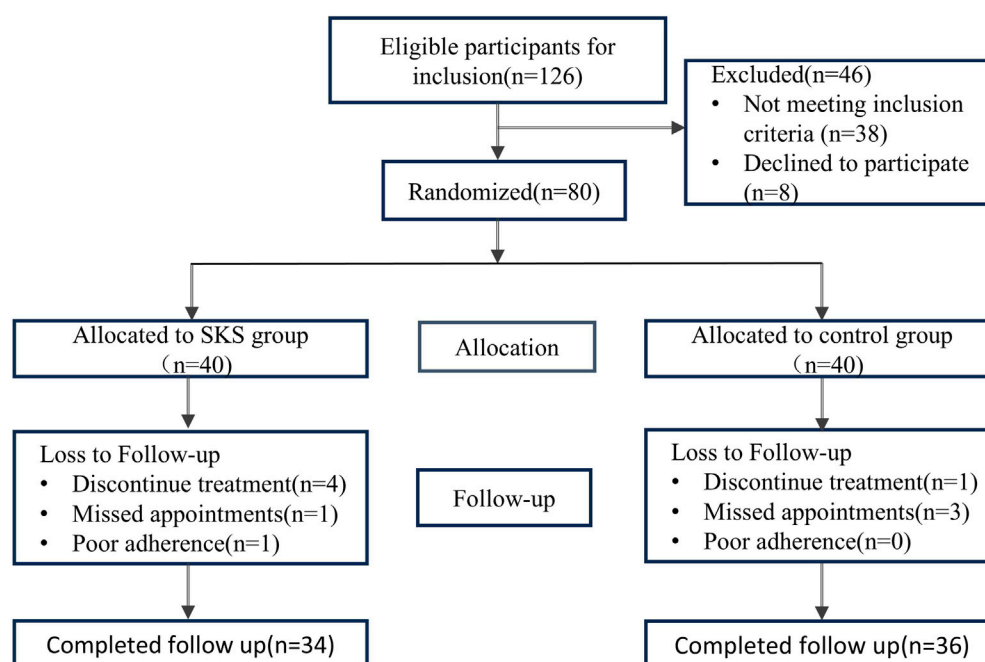 Eligible participants for
inclusion(n=126)
Excluded(n=46)
• Not meeting inclusion
criteria (n=38)
• Declined to participate
(n=8)
Randomized(n=80)
Allocated to SKS group
（n=40)
Allocation
Allocated to control group
（n=40)
Loss to Follow-up
• Discontinue treatment(n=4)
• Missed appointments(n=1)
• Poor adherence(n=1)
Follow-up
Loss to Follow-up
• Discontinue treatment(n=1)
• Missed appointments(n=3)
• Poor adherence(n=0)
Completed follow up(n=34)
Completed follow up(n=36)